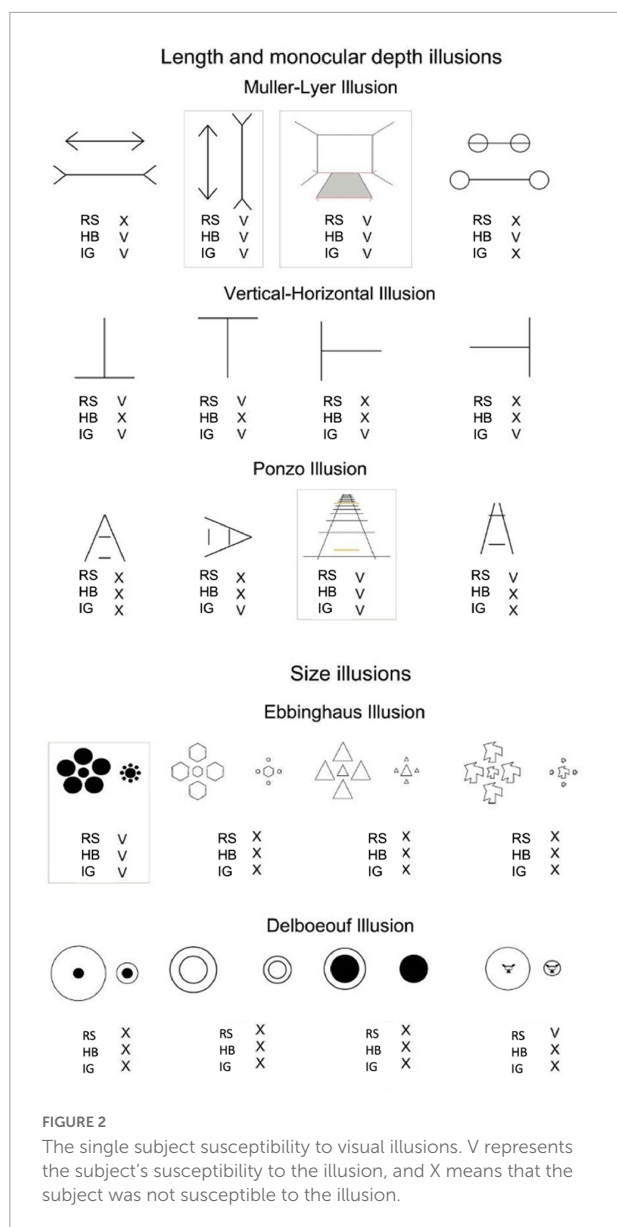 Length and monocular depth illusions
Muller-Lyer Illusion
RS X RS V RS V RS X
HB V HB V HB V HB V
IG V IG V IG V IG X
Vertical-Horizontal Illusion
RS V RS V RS X RS X
HB X HB X HB X HB X
IG V IG V IG V IG V
Ponzo Illusion
RS X RS X RS V RS V
HB X HB X HB V HB X
IG X IG V IG V IG X
Size illusions
Ebbinghaus Illusion
RS V RS X RS X RS X
HB V HB X HB X HB X
IG V IG X IG X IG X
Delboeouf Illusion
RS X RS X RS X RS V
HB X HB X HB X HB X
IG X IG X IG X IG X
FIGURE 2
The single subject susceptibility to visual illusions. V represents
the subject's susceptibility to the illusion, and X means that the
subject was not susceptible to the illusion.